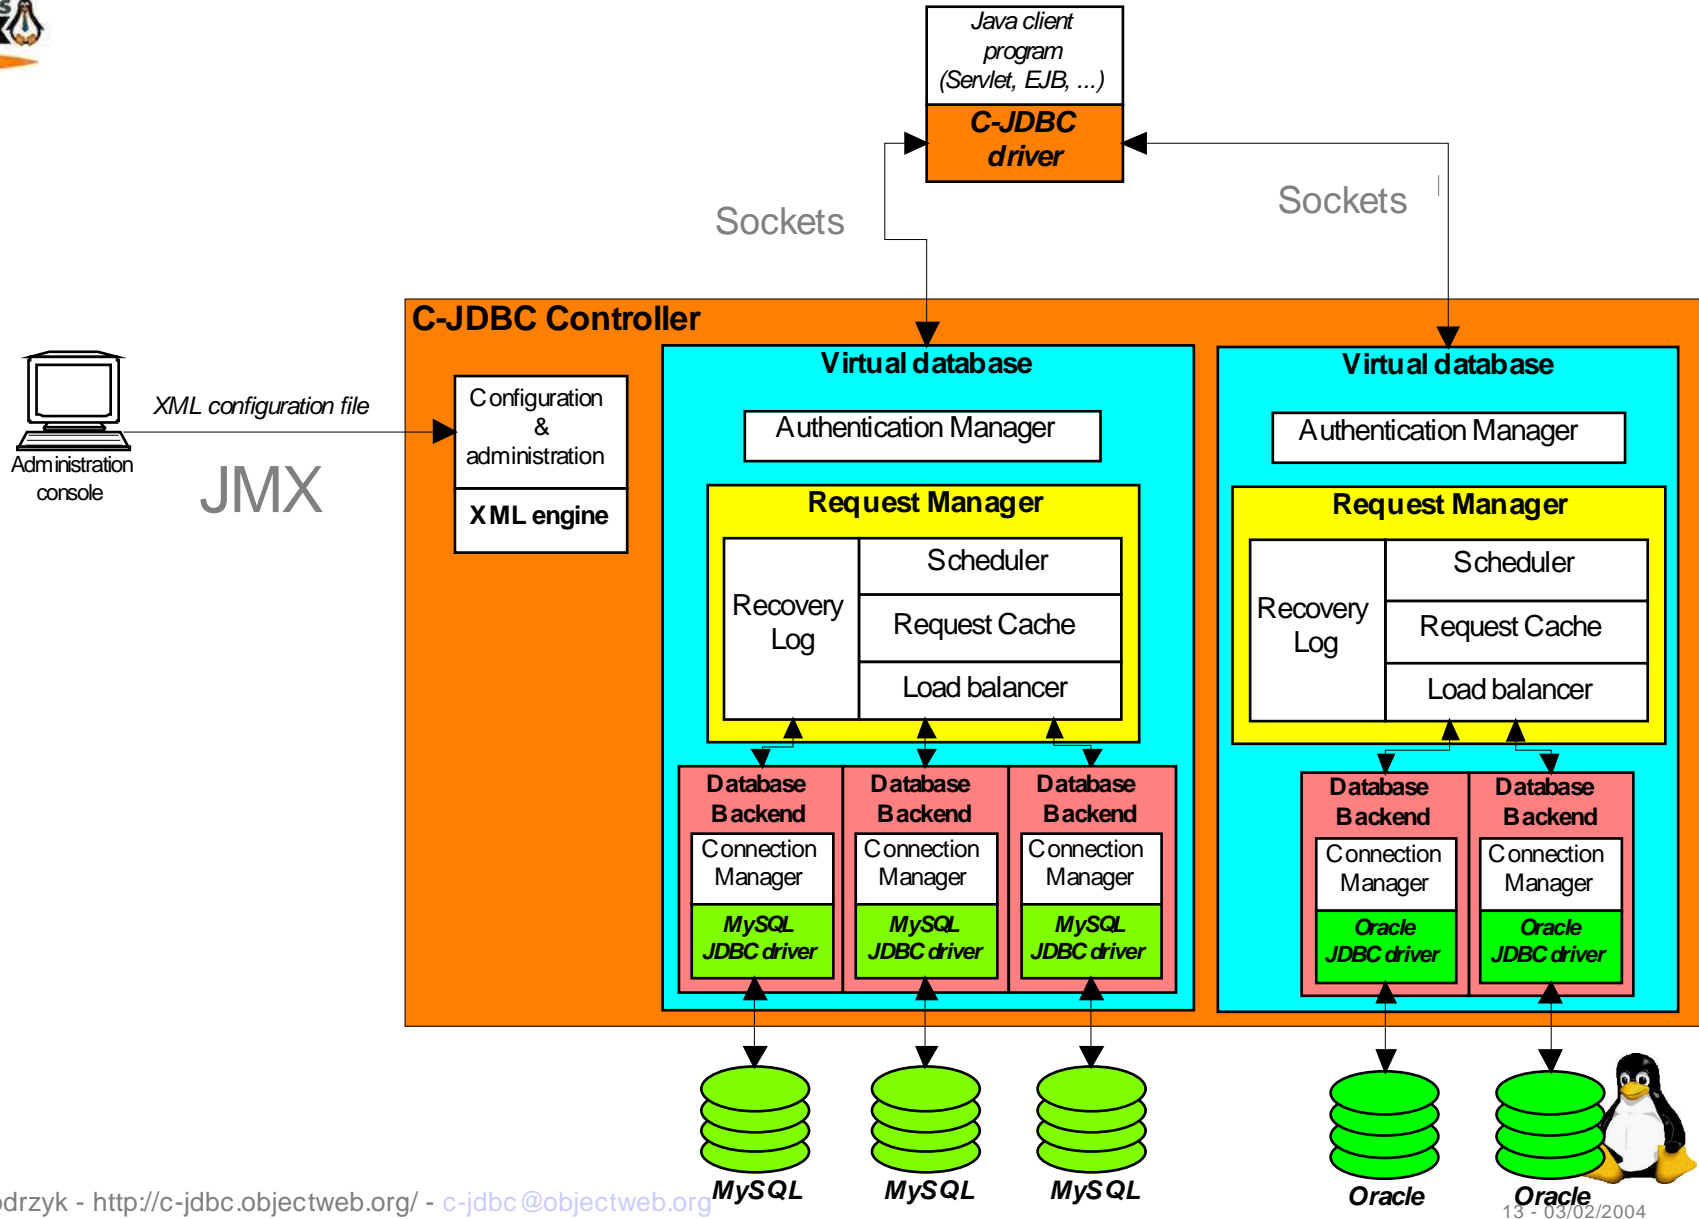 Java client
program
(Servlet, EJB, ...)
C-JDBC
driver
Sockets
Sockets
C-JDBC Controller
Administration
console
XML configuration file
JMX
Configuration
&
administration
XML engine
Virtual database
Authentication Manager
Request Manager
Recovery
Log
Scheduler
Request Cache
Load balancer
Database
Backend
Connection
Manager
MySQL
JDBC driver
Database
Backend
Connection
Manager
MySQL
JDBC driver
Database
Backend
Connection
Manager
MySQL
JDBC driver
Virtual database
Authentication Manager
Request Manager
Recovery
Log
Scheduler
Request Cache
Load balancer
Database
Backend
Connection
Manager
Oracle
JDBC driver
Database
Backend
Connection
Manager
Oracle
JDBC driver
MySQL
MySQL
MySQL
Oracle
Oracle
- http://c-jdbc.objectweb.org/ - c-jdbc@objectweb.org
13 - 03/02/2004